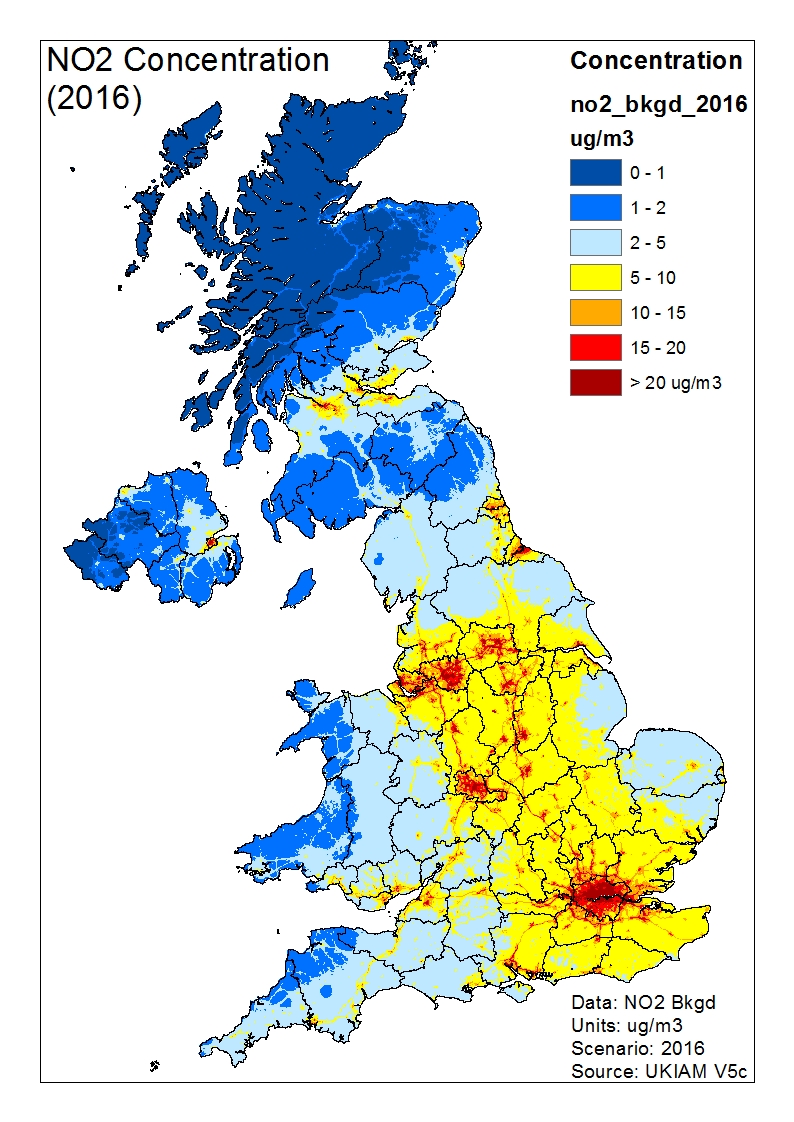 NO2 Concentration
(2016)
Concentration
no2_bkgd_2016
ug/m3
0 - 1
1 - 2
2 - 5
5 - 10
10 - 15
15 - 20
> 20 ug/m3
Data: NO2 Bkgd
Units: ug/m3
Scenario: 2016
Source: UKIAM V5c